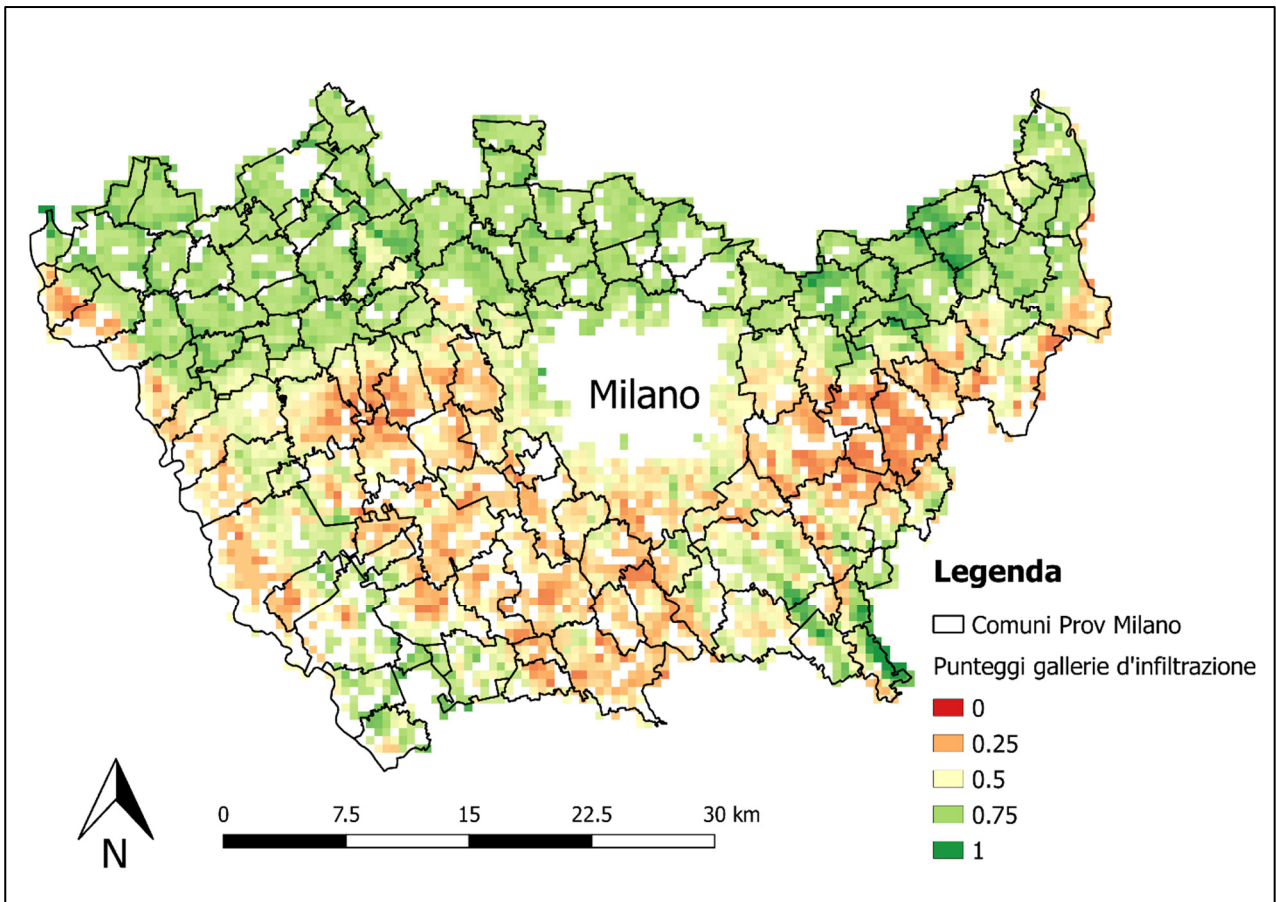 Milano
Legenda
Comuni Prov Milano
Punteggi gallerie d'infiltrazione
0
0.25
0.5
0.75
1
0 7.5 15 22.5 30 km
N